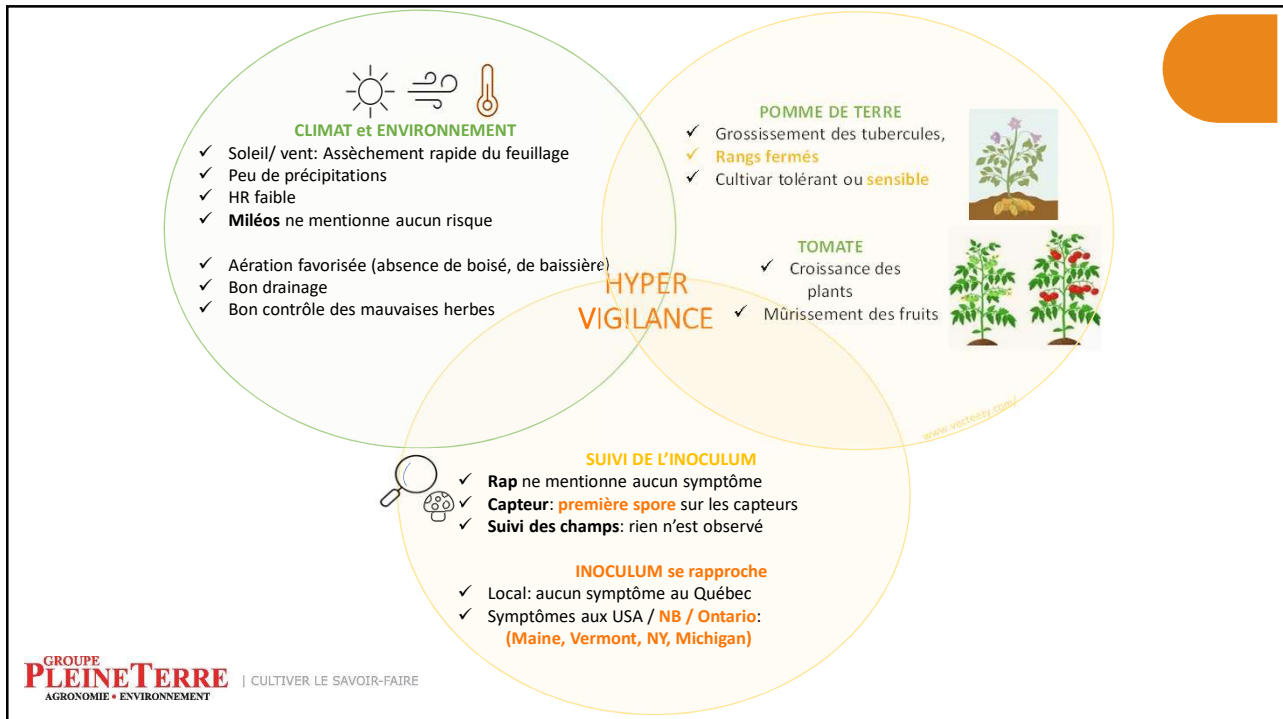 CLIMAT et ENVIRONNEMENT
✓ Soleil/ vent: Assèchement rapide du feuillage
✓ Peu de précipitations
✓ HR faible
✓ Miléos ne mentionne aucun risque
✓ Aération favorisée (absence de boisé, de baissière)
✓ Bon drainage
✓ Bon contrôle des mauvaises herbes
POMME DE TERRE
✓ Grossissement des tubercules,
✓ Rangs fermés
✓ Cultivar tolérant ou sensible
TOMATE
✓ Croissance des
plants
✓ Mûrissement des fruits
HYPER
VIGILANCE
www.vecteezy.com/
SUIVI DE L'INOCULUM
✓ Rap ne mentionne aucun symptôme
✓ Capteur: première spore sur les capteurs
✓ Suivi des champs: rien n'est observé
INOCULUM se rapproche
✓ Local: aucun symptôme au Québec
✓ Symptômes aux USA / NB / Ontario:
(Maine, Vermont, NY, Michigan)
GROUPE
PLEINETERRE | CULTIVER LE SAVOIR-FAIRE
AGRONOMIE • ENVIRONNEMENT